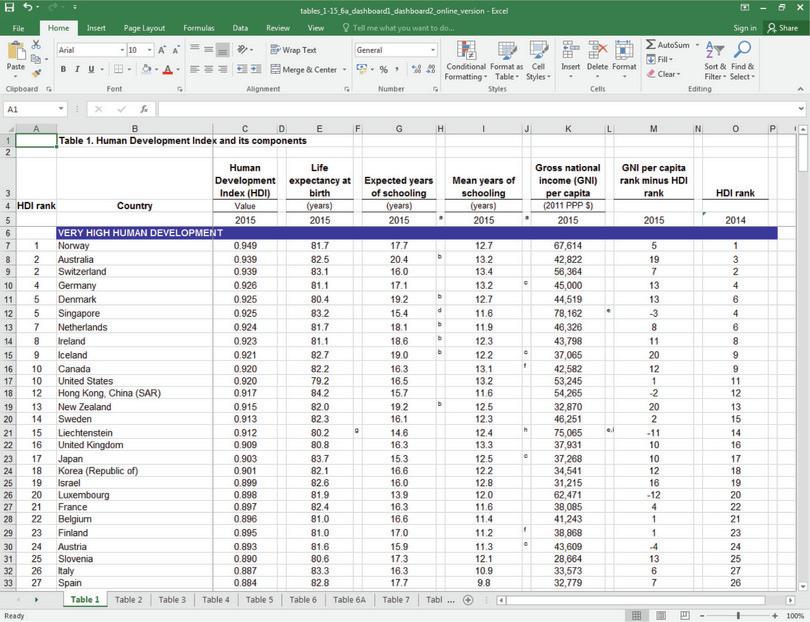 tables_1-15_6a_dashboard1_dashboard2_online_version - Excel
File Home Insert Page Layout Formulas Data Review View Tell me what you want to do... Sign in Share
Paste Arial 10 A A Wrap Text General Conditional Format as Cell Insert Delete Format AutoSum Sort & Find &
B I U A Merge & Center $ % , Formatting Table Styles Fill Clear Filter Select
Clipboard Font Alignment Number Styles Cells Editing
A1 fx
A B C D E F G H I J K L M N O P
1 Table 1. Human Development Index and its components
2
Human Life Gross national GNI per capita
Development expectancy at Expected years Mean years of income (GNI) rank minus HDI
3 Index (HDI) birth of schooling schooling per capita rank HDI rank
4 HDI rank Country Value (years) (years) (years) (2011 PPP $)
5 2015 2015 2015 a 2015 a 2015 2015 2014
6 VERY HIGH HUMAN DEVELOPMENT
7 1 Norway 0.949 81.7 17.7 12.7 67,614 5 1
8 2 Australia 0.939 82.5 20.4 b 13.2 42,822 19 3
9 2 Switzerland 0.939 83.1 16.0 13.4 56,364 7 2
10 4 Germany 0.926 81.1 17.1 13.2 c 45,000 13 4
11 5 Denmark 0.925 80.4 19.2 b 12.7 44,519 13 6
12 5 Singapore 0.925 83.2 15.4 d 11.6 78,162 e -3 4
13 7 Netherlands 0.924 81.7 18.1 b 11.9 46,326 8 6
14 8 Ireland 0.923 81.1 18.6 b 12.3 43,798 11 8
15 9 Iceland 0.921 82.7 19.0 b 12.2 c 37,065 20 9
16 10 Canada 0.920 82.2 16.3 13.1 f 42,582 12 9
17 10 United States 0.920 79.2 16.5 13.2 53,245 1 11
18 12 Hong Kong, China (SAR) 0.917 84.2 15.7 11.6 54,265 -2 12
19 13 New Zealand 0.915 82.0 19.2 b 12.5 32,870 20 13
20 14 Sweden 0.913 82.3 16.1 12.3 46,251 2 15
21 15 Liechtenstein 0.912 80.2 g 14.6 12.4 h 75,065 e,i -11 14
22 16 United Kingdom 0.909 80.8 16.3 13.3 37,931 10 16
23 17 Japan 0.903 83.7 15.3 12.5 c 37,268 10 17
24 18 Korea (Republic of) 0.901 82.1 16.6 12.2 34,541 12 18
25 19 Israel 0.899 82.6 16.0 12.8 31,215 16 19
26 20 Luxembourg 0.898 81.9 13.9 12.0 62,471 -12 20
27 21 France 0.897 82.4 16.3 11.6 38,085 4 22
28 22 Belgium 0.896 81.0 16.6 11.4 41,243 1 21
29 23 Finland 0.895 81.0 17.0 11.2 f 38,868 1 23
30 24 Austria 0.893 81.6 15.9 11.3 c 43,609 -4 24
31 25 Slovenia 0.890 80.6 17.3 12.1 28,664 13 25
32 26 Italy 0.887 83.3 16.3 10.9 33,573 6 27
33 27 Spain 0.884 82.8 17.7 9.8 32,779 7 26
Table 1 Table 2 Table 3 Table 4 Table 5 Table 6 Table 6A Table 7 Tabl ...
Ready 100%